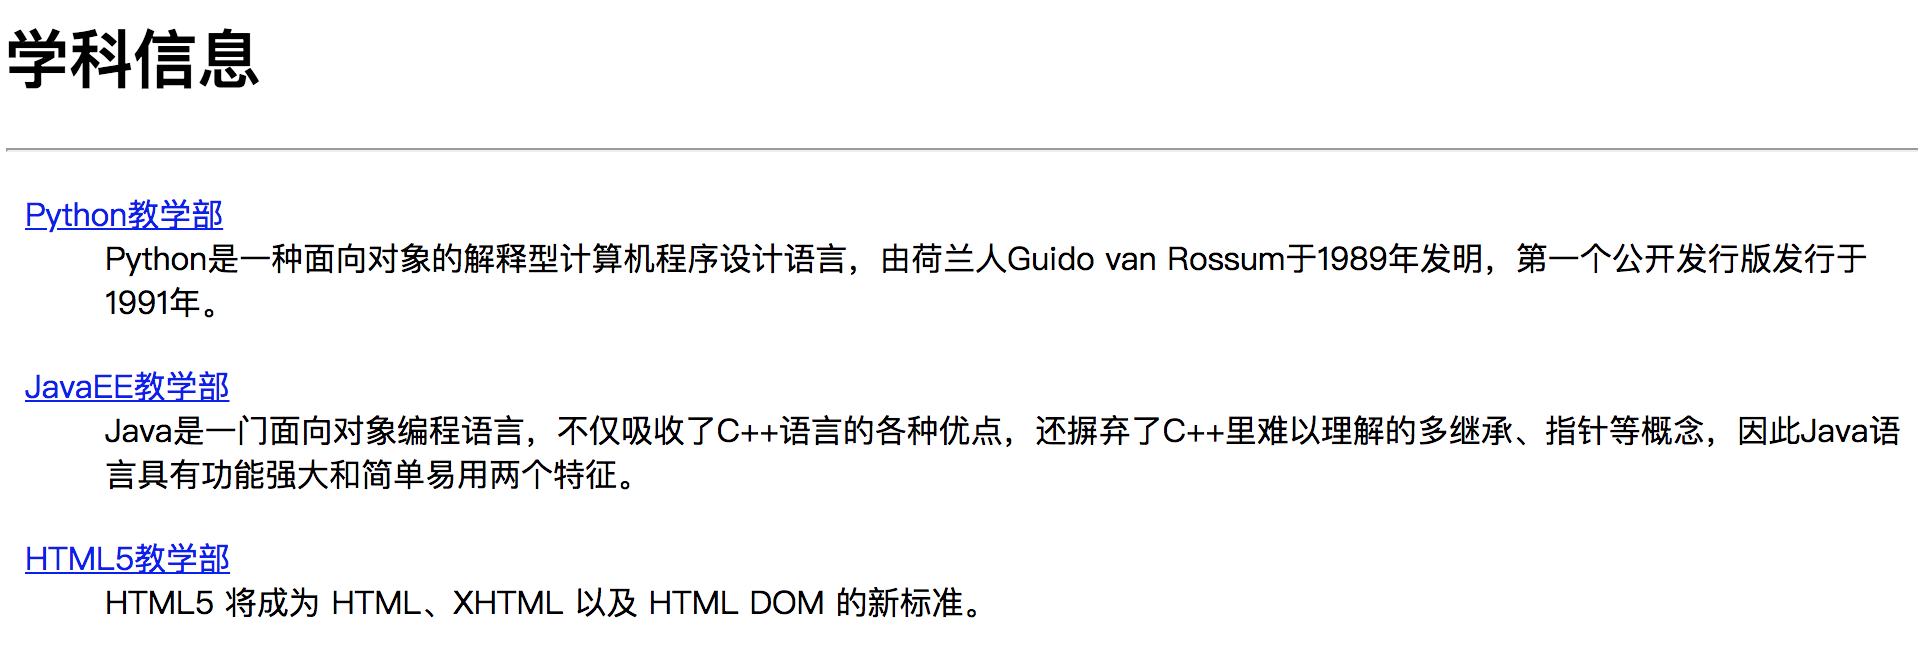 学科信息
Python教学部
Python是一种面向对象的解释型计算机程序设计语言，由荷兰人Guido van Rossum于1989年发明，第一个公开发行版发行于
1991年。
JavaEE教学部
Java是一门面向对象编程语言，不仅吸收了C++语言的各种优点，还摒弃了C++里难以理解的多继承、指针等概念，因此Java语
言具有功能强大和简单易用两个特征。
HTML5教学部
HTML5 将成为 HTML、XHTML 以及 HTML DOM 的新标准。